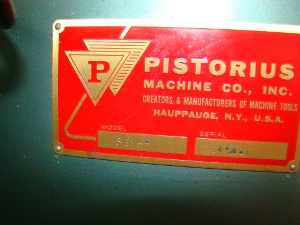 P
PISTORIUS
MACHINE CO., INC.
CREATORS & MANUFACTURERS OF MACHINE TOOLS
HAUPPAUGE, N.Y., U.S.A.
MODEL
SERIAL